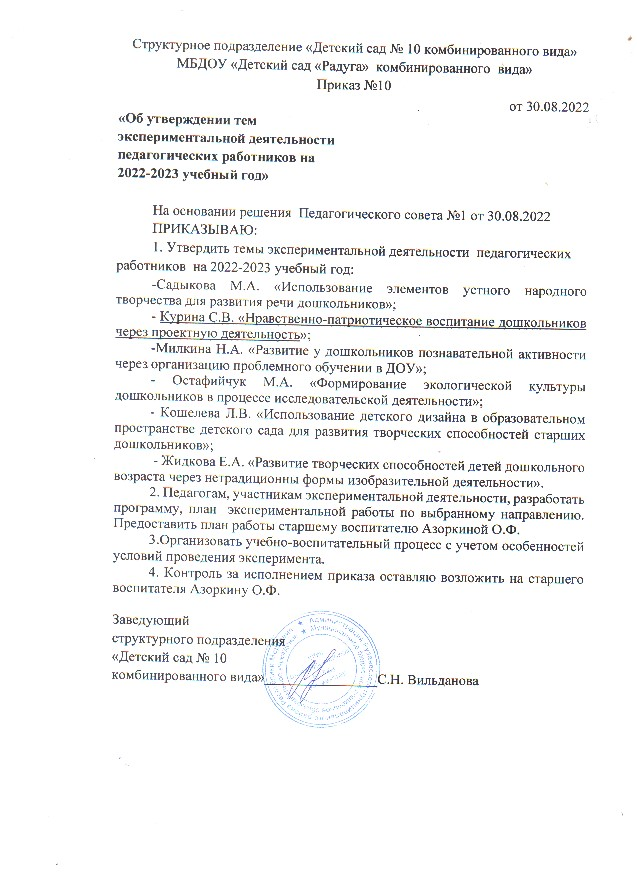 Структурное подразделение «Детский сад № 10 комбинированного вида»
МБДОУ «Детский сад «Радуга» комбинированного вида»
Приказ №10
от 30.08.2022
«Об утверждении тем
экспериментальной деятельности
педагогических работников на
2022-2023 учебный год»
На основании решения Педагогического совета №1 от 30.08.2022
ПРИКАЗЫВАЮ:
1. Утвердить темы экспериментальной деятельности педагогических
работников на 2022-2023 учебный год:
-Садыкова М.А. «Использование элементов устного народного
творчества для развития речи дошкольников»;
- Курина С.В. «Нравственно-патриотическое воспитание дошкольников
через проектную деятельность»;
-Милкина Н.А. «Развитие у дошкольников познавательной активности
через организацию проблемного обучении в ДОУ»;
- Остафийчук М.А. «Формирование экологической культуры
дошкольников в процессе исследовательской деятельности»;
- Кошелева Л.В. «Использование детского дизайна в образовательном
пространстве детского сада для развития творческих способностей старших
дошкольников»;
- Жидкова Е.А. «Развитие творческих способностей детей дошкольного
возраста через нетрадиционны формы изобразительной деятельности».
2. Педагогам, участникам экспериментальной деятельности, разработать
программу, план экспериментальной работы по выбранному направлению.
Предоставить план работы старшему воспитателю Азоркиной О.Ф.
3.Организовать учебно-воспитательный процесс с учетом особенностей
условий проведения эксперимента.
4. Контроль за исполнением приказа оставляю возложить на старшего
воспитателя Азоркину О.Ф.
Заведующий
структурного подразделения
«Детский сад № 10
комбинированного вида» С.Н. Вильданова